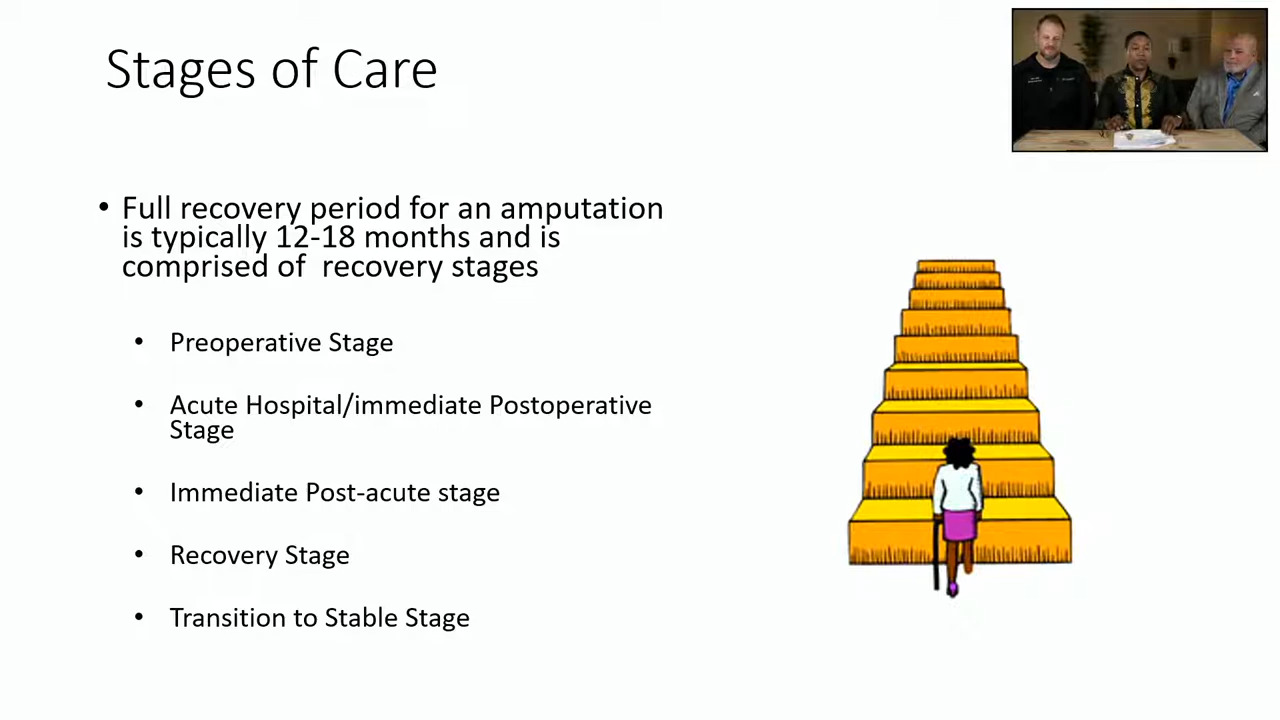 Stages of Care
• Full recovery period for an amputation
is typically 12-18 months and is
comprised of  recovery stages
• Preoperative Stage
• Acute Hospital/immediate Postoperative
Stage
• Immediate Post-acute stage
• Recovery Stage
• Transition to Stable Stage